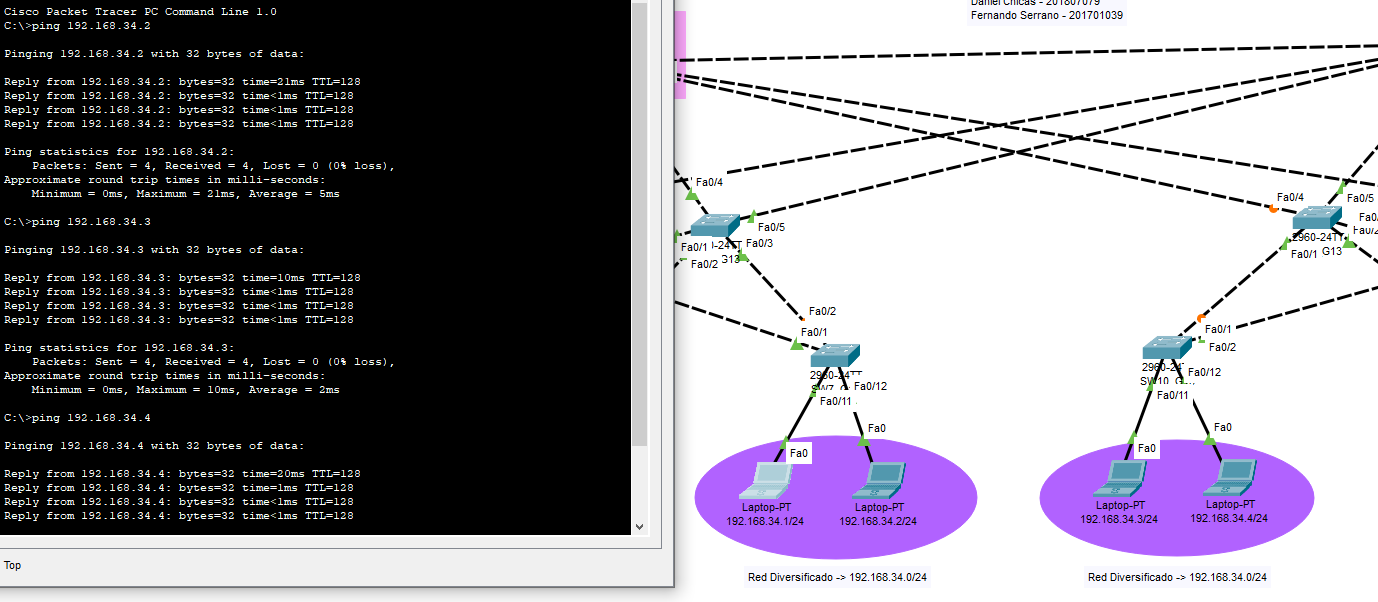 Cisco Packet Tracer PC Command Line 1.0
C:\>ping 192.168.34.2
Pinging 192.168.34.2 with 32 bytes of data:
Reply from 192.168.34.2: bytes=32 time=21ms TTL=128
Reply from 192.168.34.2: bytes=32 time<1ms TTL=128
Reply from 192.168.34.2: bytes=32 time<1ms TTL=128
Reply from 192.168.34.2: bytes=32 time<1ms TTL=128
Ping statistics for 192.168.34.2:
Packets: Sent = 4, Received = 4, Lost = 0 (0% loss),
Approximate round trip times in milli-seconds:
Minimum = 0ms, Maximum = 21ms, Average = 5ms
C:\>ping 192.168.34.3
Pinging 192.168.34.3 with 32 bytes of data:
Reply from 192.168.34.3: bytes=32 time=10ms TTL=128
Reply from 192.168.34.3: bytes=32 time<1ms TTL=128
Reply from 192.168.34.3: bytes=32 time<1ms TTL=128
Reply from 192.168.34.3: bytes=32 time<1ms TTL=128
Ping statistics for 192.168.34.3:
Packets: Sent = 4, Received = 4, Lost = 0 (0% loss),
Approximate round trip times in milli-seconds:
Minimum = 0ms, Maximum = 10ms, Average = 2ms
C:\>ping 192.168.34.4
Pinging 192.168.34.4 with 32 bytes of data:
Reply from 192.168.34.4: bytes=32 time=20ms TTL=128
Reply from 192.168.34.4: bytes=32 time=1ms TTL=128
Reply from 192.168.34.4: bytes=32 time<1ms TTL=128
Reply from 192.168.34.4: bytes=32 time<1ms TTL=128
Top
Daniel Chicas - 201807079
Fernando Serrano - 201701039
Fa0/4
Fa0/5
Fa0/1
Fa0/3
Fa0/2
G13
Fa0/4
Fa0/5
2960-24TT
Fa0/1
G13
Fa0/2
Fa0/1
Fa0/12
Fa0/11
Fa0
Fa0
Laptop-PT
192.168.34.1/24
Laptop-PT
192.168.34.2/24
Red Diversificado -> 192.168.34.0/24
Fa0/1
Fa0/2
Fa0/12
Fa0/11
Fa0
Fa0
Laptop-PT
192.168.34.3/24
Laptop-PT
192.168.34.4/24
Red Diversificado -> 192.168.34.0/24